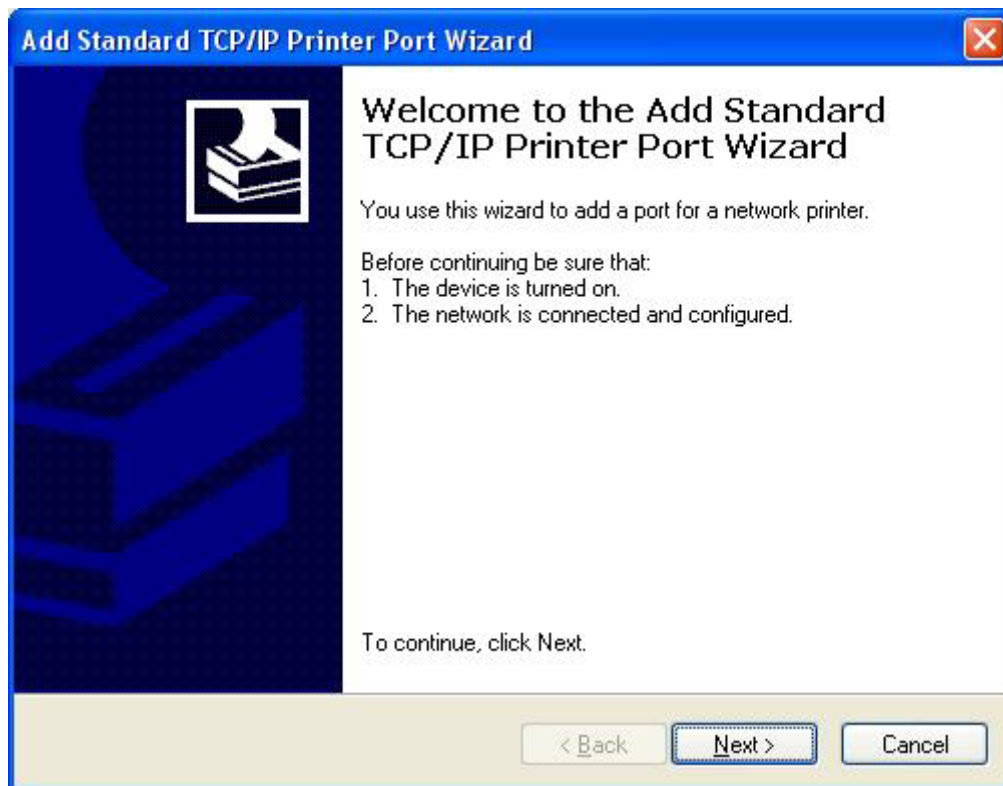 Add Standard TCP/IP Printer Port Wizard
Welcome to the Add Standard
TCP/IP Printer Port Wizard
You use this wizard to add a port for a network printer.
Before continuing be sure that:
1. The device is turned on.
2. The network is connected and configured.
To continue, click Next.
< Back
Next >
Cancel